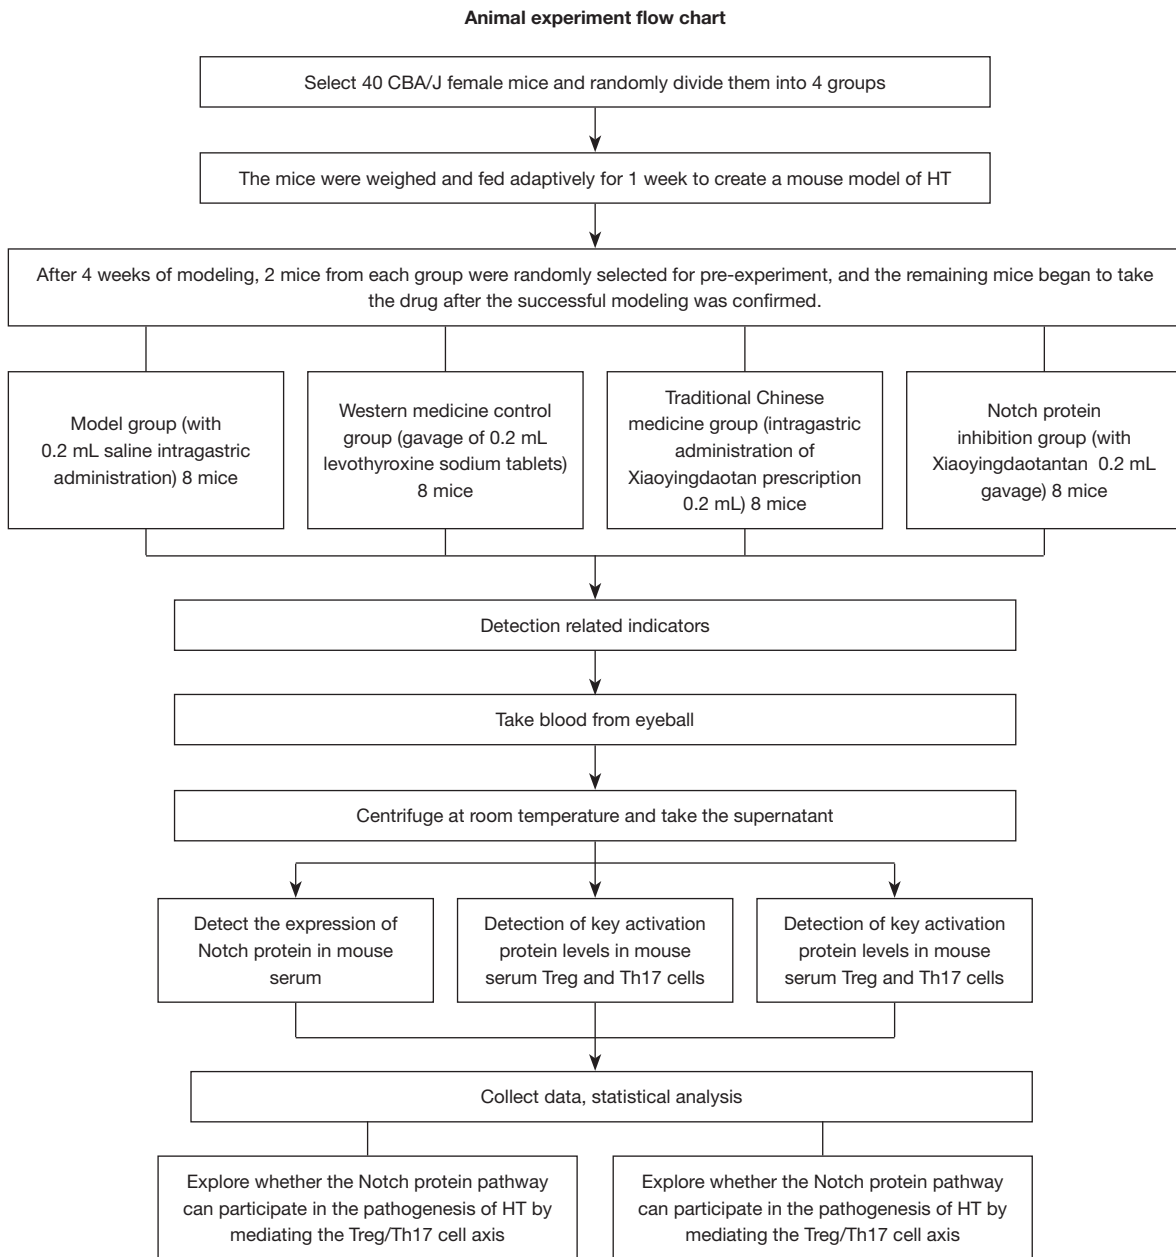 Animal experiment flow chart
Select 40 CBA/J female mice and randomly divide them into 4 groups
The mice were weighed and fed adaptively for 1 week to create a mouse model of HT
After 4 weeks of modeling, 2 mice from each group were randomly selected for pre-experiment, and the remaining mice began to take
the drug after the successful modeling was confirmed.
Model group (with
0.2 mL saline intragastric
administration) 8 mice
Western medicine control
group (gavage of 0.2 mL
levothyroxine sodium tablets)
8 mice
Traditional Chinese
medicine group (intragastric
administration of
Xiaoyingdaotan prescription
0.2 mL) 8 mice
Notch protein
inhibition group (with
Xiaoyingdaotantan 0.2 mL
gavage) 8 mice
Detection related indicators
Take blood from eyeball
Centrifuge at room temperature and take the supernatant
Detect the expression of
Notch protein in mouse
serum
Detection of key activation
protein levels in mouse
serum Treg and Th17 cells
Detection of key activation
protein levels in mouse
serum Treg and Th17 cells
Collect data, statistical analysis
Explore whether the Notch protein pathway
can participate in the pathogenesis of HT by
mediating the Treg/Th17 cell axis
Explore whether the Notch protein pathway
can participate in the pathogenesis of HT by
mediating the Treg/Th17 cell axis